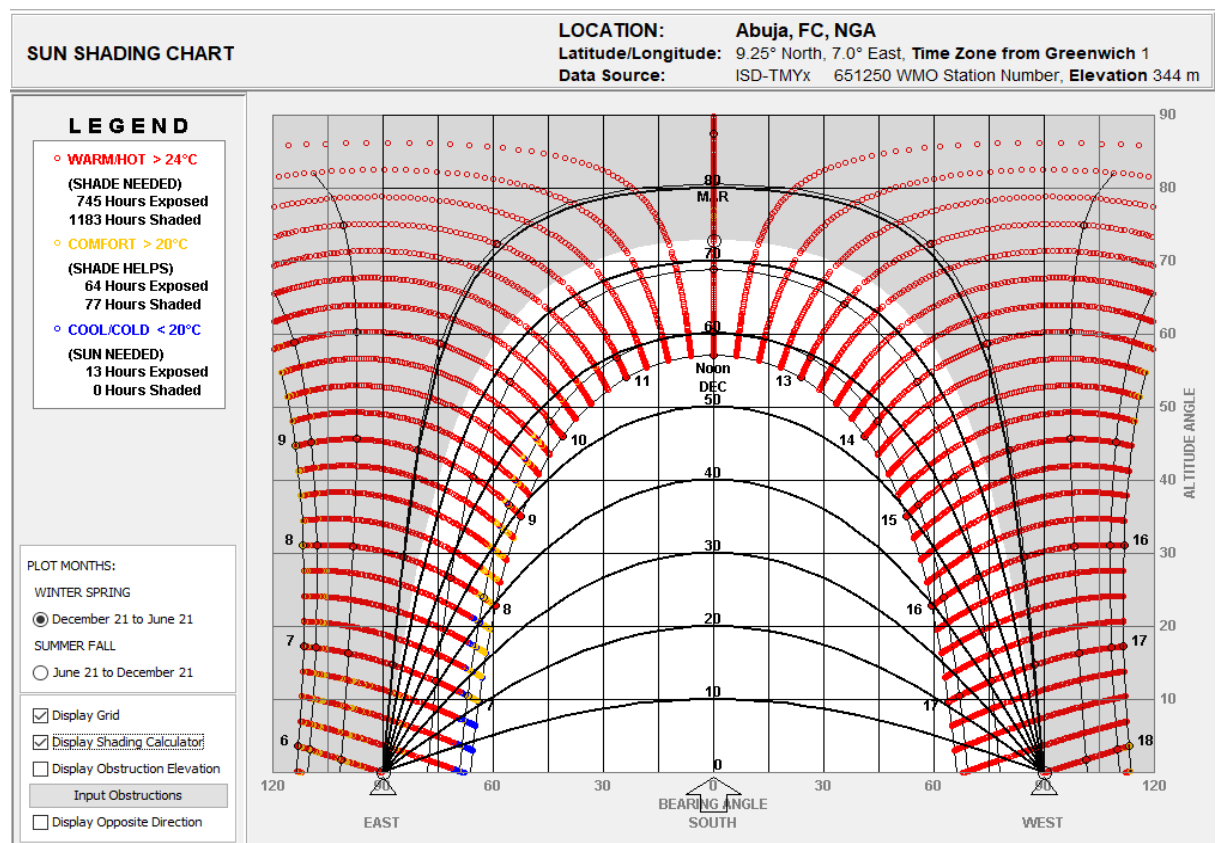 SUN SHADING CHART
LOCATION: Abuja, FC, NGA
Latitude/Longitude: 9.25° North, 7.0° East, Time Zone from Greenwich 1
Data Source: ISD-TMYx 651250 WMO Station Number, Elevation 344 m
LEGEND
WARM/HOT > 24°C
(SHADE NEEDED)
745 Hours Exposed
1183 Hours Shaded
COMFORT > 20°C
(SHADE HELPS)
64 Hours Exposed
77 Hours Shaded
COOL/COLD < 20°C
(SUN NEEDED)
13 Hours Exposed
0 Hours Shaded
PLOT MONTHS:
WINTER SPRING
December 21 to June 21
SUMMER FALL
June 21 to December 21
Display Grid
Display Shading Calculator
Display Obstruction Elevation
Input Obstructions
Display Opposite Direction
90
80
80
MAR
70
70
60
60
Noon
11
13
DEC
50
50
9
10
14
40
40
ALTITUDE ANGLE
9
15
8
30
30
16
8
16
7
20
20
17
7
10
17
10
6
0
18
120
90
60
30
0
30
60
90
120
BEARING ANGLE
EAST
SOUTH
WEST